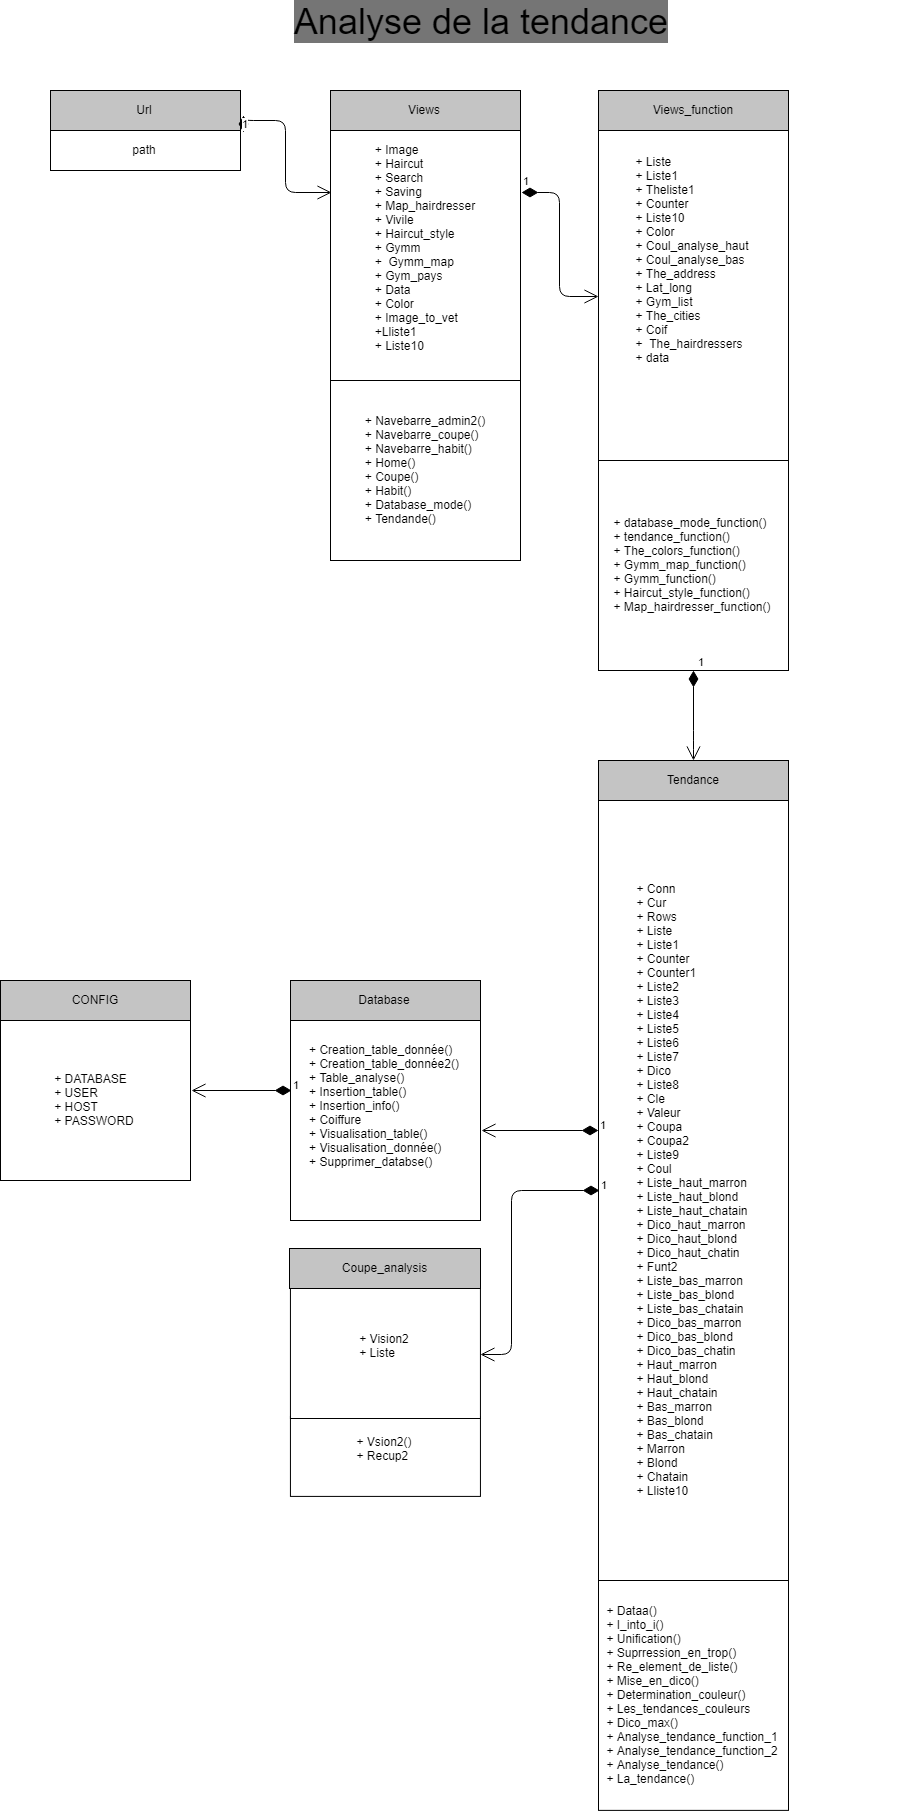 Analyse de la tendance
Url
path
1
Views
+ Image
+ Haircut
+ Search
+ Saving
+ Map_hairdresser
+ Vivile
+ Haircut_style
+ Gymm
+ Gymm_map
+ Gym_pays
+ Data
+ Color
+ Image_to_vet
+Lliste1
+ Liste10
+ Navebarre_admin2()
+ Navebarre_coupe()
+ Navebarre_habit()
+ Home()
+ Coupe()
+ Habit()
+ Database_mode()
+ Tendande()
1
Views_function
+ Liste
+ Liste1
+ Theliste1
+ Counter
+ Liste10
+ Color
+ Coul_analyse_haut
+ Coul_analyse_bas
+ The_address
+ Lat_long
+ Gym_list
+ The_cities
+ Coif
+ The_hairdressers
+ data
+ database_mode_function()
+ tendance_function()
+ The_colors_function()
+ Gymm_map_function()
+ Gymm_function()
+ Haircut_style_function()
+ Map_hairdresser_function()
1
Tendance
+ Conn
+ Cur
+ Rows
+ Liste
+ Liste1
+ Counter
+ Counter1
+ Liste2
+ Liste3
+ Liste4
+ Liste5
+ Liste6
+ Liste7
+ Dico
+ Liste8
+ Cle
+ Valeur
+ Coupa
+ Coupa2
+ Liste9
+ Coul
+ Liste_haut_marron
+ Liste_haut_blond
+ Liste_haut_chatain
+ Dico_haut_marron
+ Dico_haut_blond
+ Dico_haut_chatin
+ Funt2
+ Liste_bas_marron
+ Liste_bas_blond
+ Liste_bas_chatain
+ Dico_bas_marron
+ Dico_bas_blond
+ Dico_bas_chatin
+ Haut_marron
+ Haut_blond
+ Haut_chatain
+ Bas_marron
+ Bas_blond
+ Bas_chatain
+ Marron
+ Blond
+ Chatain
+ Lliste10
+ Dataa()
+ I_into_i()
+ Unification()
+ Suprression_en_trop()
+ Re_element_de_liste()
+ Mise_en_dico()
+ Determination_couleur()
+ Les_tendances_couleurs
+ Dico_max()
+ Analyse_tendance_function_1
+ Analyse_tendance_function_2
+ Analyse_tendance()
+ La_tendance()
1
1
CONFIG
+ DATABASE
+ USER
+ HOST
+ PASSWORD
Database
+ Creation_table_donnée()
+ Creation_table_donnée2()
+ Table_analyse()
+ Insertion_table()
+ Insertion_info()
+ Coiffure
+ Visualisation_table()
+ Visualisation_donnée()
+ Supprimer_databse()
1
Coupe_analysis
+ Vision2
+ Liste
+ Vsion2()
+ Recup2